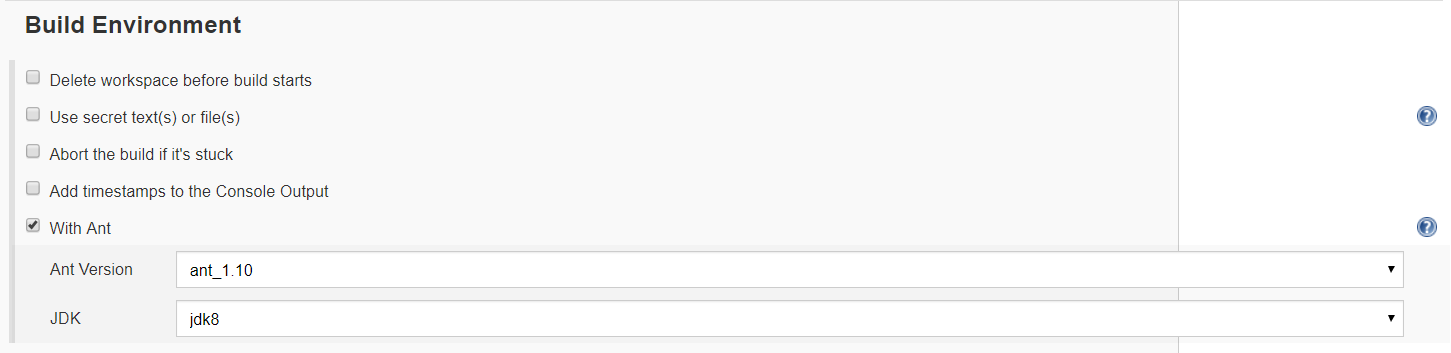 Build Environment
Delete workspace before build starts
Use secret text(s) or file(s)
?
Abort the build if it's stuck
Add timestamps to the Console Output
With Ant
?
Ant Version
ant_1.10
JDK
jdk8